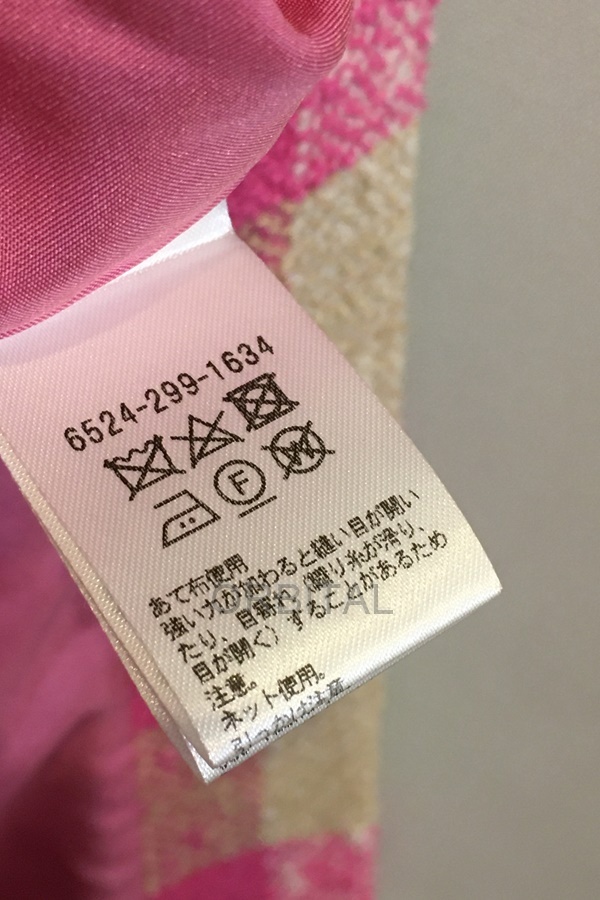 6524-299-1634
F
W
あて布使用
強い力が加わると縫い目が開い
たり、目寄れ（織り糸が滑り、
目が開く）することがあるため
注意。
ネット使用。
ORBITAL